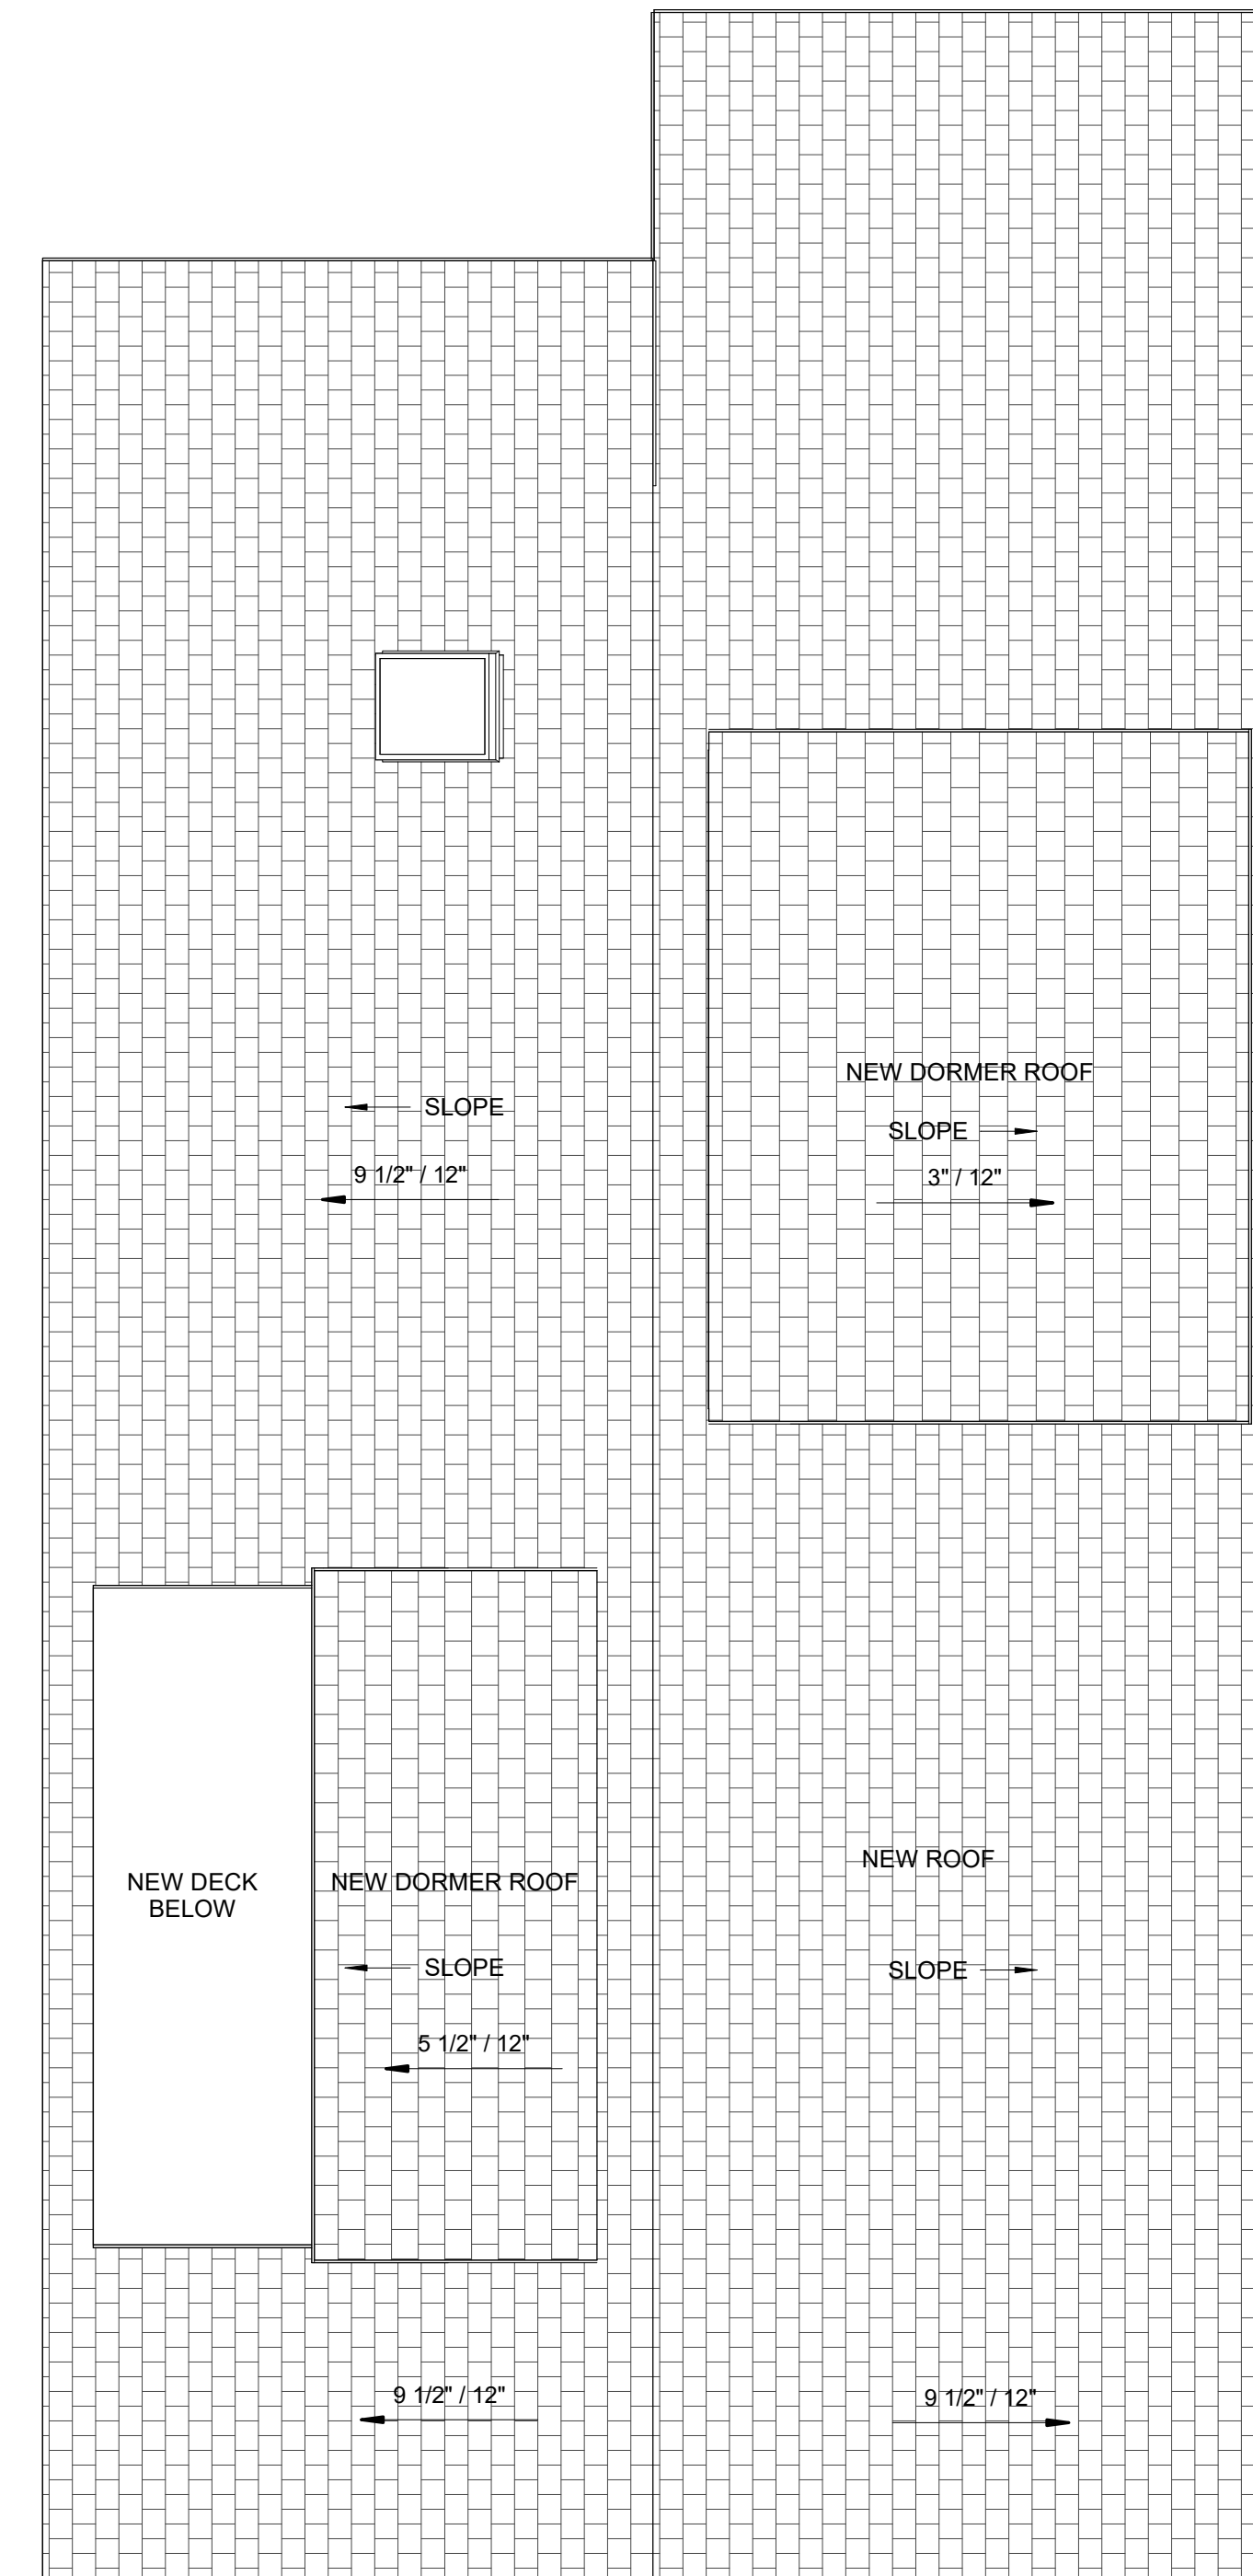 NEW DORMER ROOF
SLOPE
SLOPE
9 1/2" / 12"
3" / 12"
NEW ROOF
NEW DECK
BELOW
NEW DORMER ROOF
SLOPE
SLOPE
5 1/2" / 12"
9 1/2" / 12"
9 1/2" / 12"